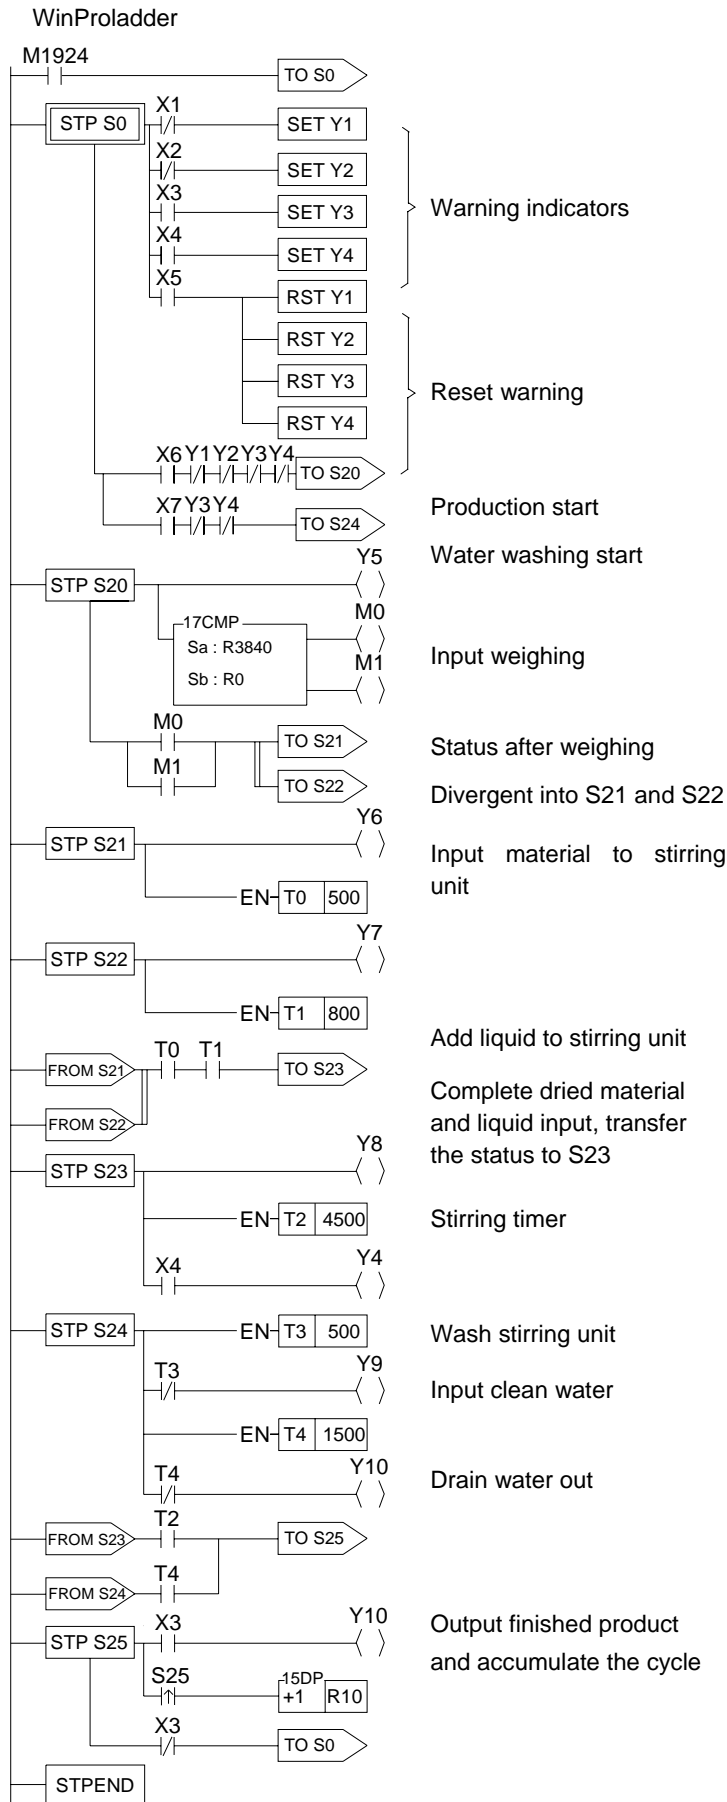 WinProladder
M1924
TO S0
X1
STP S0
SET Y1
X2
SET Y2
X3
SET Y3
Warning indicators
X4
SET Y4
X5
RST Y1
RST Y2
RST Y3
Reset warning
RST Y4
X6 Y1 Y2 Y3 Y4
TO S20
X7 Y3 Y4
TO S24
Production start
Water washing start
Y5
STP S20
M0
17CMP
Sa : R3840
Input weighing
M1
Sb : R0
M0
TO S21
Status after weighing
M1
TO S22
Divergent into S21 and S22
Y6
STP S21
Input material to stirring
unit
EN T0 500
Y7
STP S22
EN T1 800
Add liquid to stirring unit
T0 T1
FROM S21
TO S23
Complete dried material
and liquid input, transfer
the status to S23
FROM S22
Y8
STP S23
EN T2 4500
Stirring timer
X4
Y4
STP S24
EN T3 500
Wash stirring unit
T3
Y9
Input clean water
EN T4 1500
T4
Y10
Drain water out
T2
FROM S23
TO S25
T4
FROM S24
X3
Y10
Output finished product
and accumulate the cycle
STP S25
S25
15DP
+1 R10
X3
TO S0
STPEND